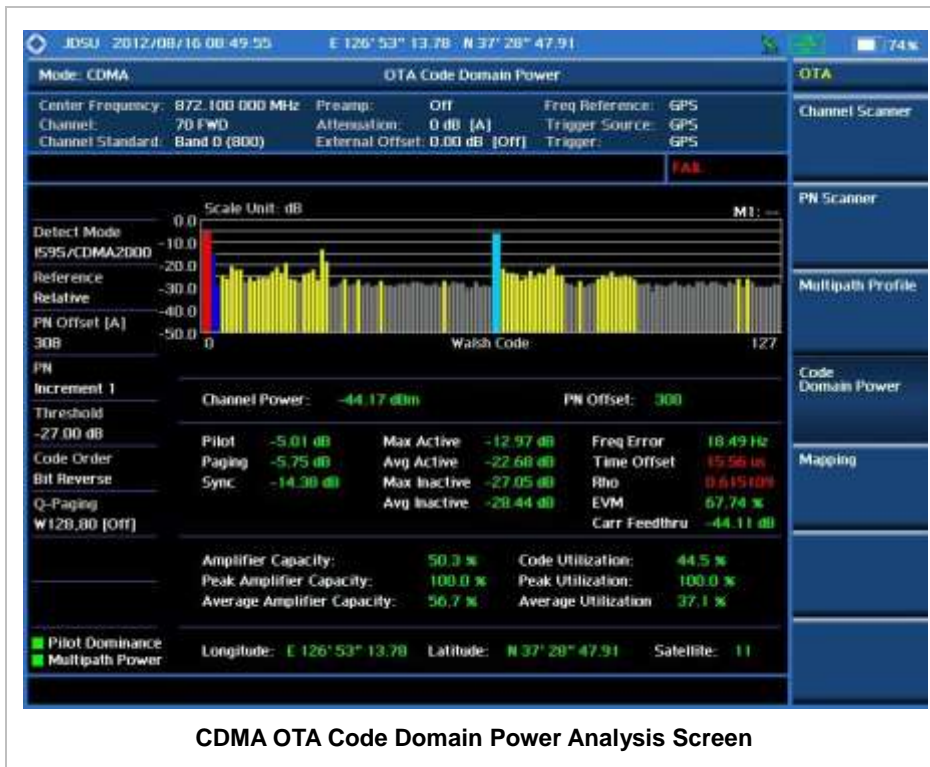 JDSU 2012/08/16 08:49:55 E 126° 53" 13.78 N 37° 28" 47.91 74%
Mode: CDMA OTA Code Domain Power OTA
Center Frequency: 872.100 000 MHz Preamp: Off Freq Reference: GPS
Channel: 70 FWD Attenuation: 0 dB [A] Trigger Source: GPS
Channel Standard: Band 0 (800) External Offset: 0.00 dB [Off] Trigger: GPS
Channel Scanner
FAIL
PN Scanner
Scale Unit: dB M1: --
Detect Mode
IS95/CDMA2000
Reference
Relative
PN Offset [A]
308
PN
Increment 1
Threshold
-27.00 dB
Code Order
Bit Reverse
Q-Paging
W128,80 [Off]
Pilot Dominance
Multipath Power
0.0
-10.0
-20.0
-30.0
-40.0
-50.0
0 Walsh Code 127
Multipath Profile
Code
Domain Power
Mapping
Channel Power: -44.17 dBm PN Offset: 308
Pilot -5.01 dB Max Active -12.97 dB Freq Error 18.49 Hz
Paging -5.75 dB Avg Active -22.68 dB Time Offset 15.56 us
Sync -14.38 dB Max Inactive -27.05 dB Rho 0.615109
Avg Inactive -28.44 dB EVM 67.74 %
Carr Feedthru -44.11 dB
Amplifier Capacity: 50.3 % Code Utilization: 44.5 %
Peak Amplifier Capacity: 100.0 % Peak Utilization: 100.0 %
Average Amplifier Capacity: 56.7 % Average Utilization 37.1 %
Longitude: E 126° 53" 13.78 Latitude: N 37° 28" 47.91 Satellite: 11
CDMA OTA Code Domain Power Analysis Screen